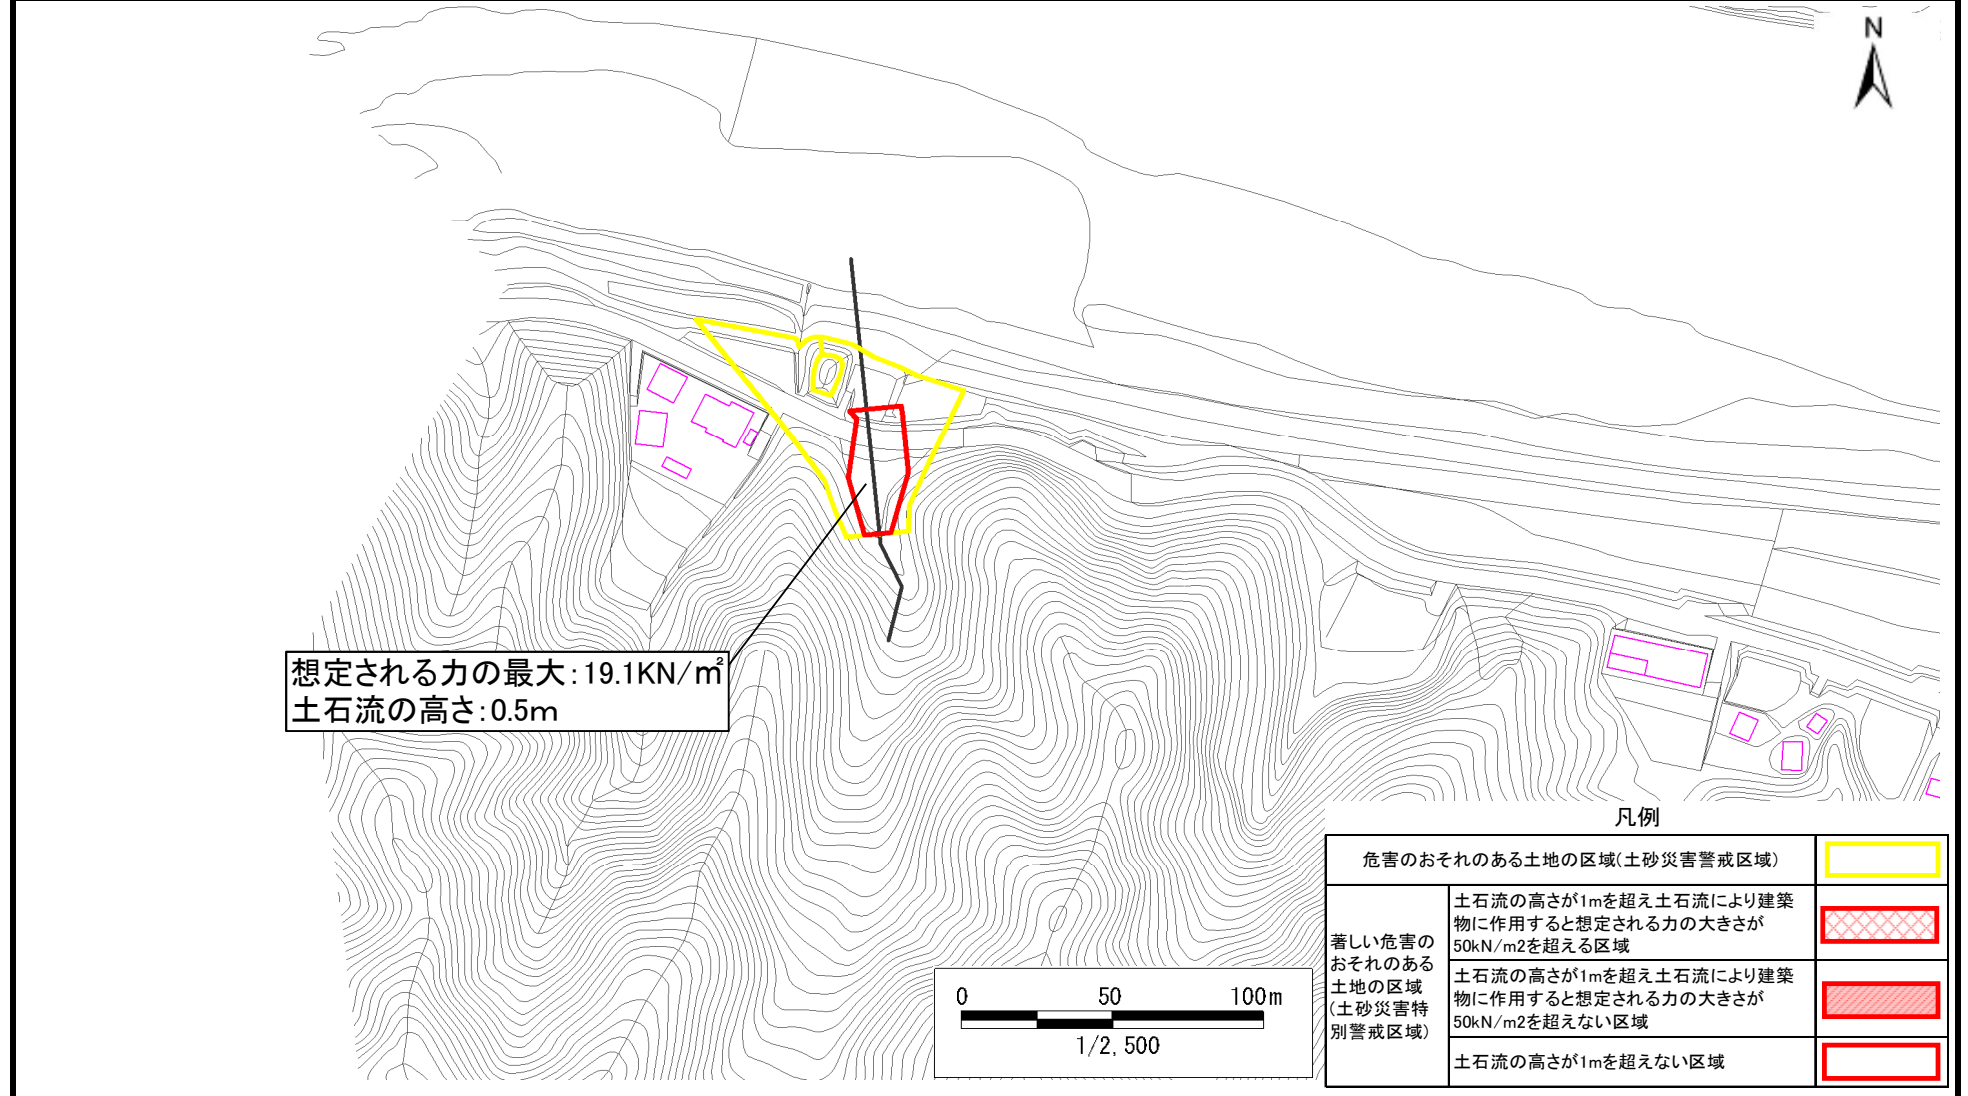 N
想定される力の最大:19.1KN/㎡
土石流の高さ:0.5m
凡例
危害のおそれのある土地の区域(土砂災害警戒区域)
著しい危害の
おそれのある
土地の区域
(土砂災害特
別警戒区域)
土石流の高さが1mを超え土石流により建築
物に作用すると想定される力の大きさが
50kN/m2を超える区域
土石流の高さが1mを超え土石流により建築
物に作用すると想定される力の大きさが
50kN/m2を超えない区域
土石流の高さが1mを超えない区域
0 50 100m
1/2,500